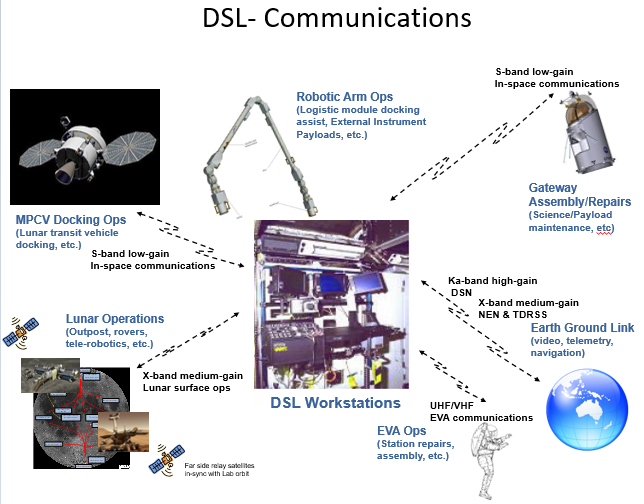 DSL- Communications
S-band low-gain
In-space communications
Robotic Arm Ops
(Logistic module docking
assist, External Instrument
Payloads, etc.)
Gateway
Assembly/Repairs
(Science/Payload
maintenance, etc)
MPCV Docking Ops
(Lunar transit vehicle
docking, etc.)
S-band low-gain
In-space communications
Ka-band high-gain
DSN
X-band medium-gain
NEN & TDRSS
Earth Ground Link
(video, telemetry,
navigation)
Lunar Operations
(Outpost, rovers,
tele-robotics, etc.)
X-band medium-gain
Lunar surface ops
DSL Workstations
UHF/VHF
EVA communications
EVA Ops
(Station repairs,
assembly, etc.)
Far side relay satellites
in-sync with Lab orbit